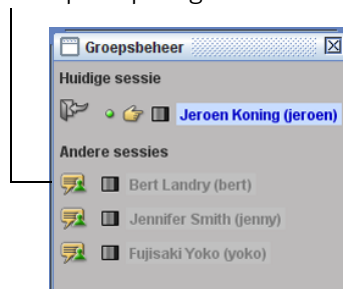 Groepsbeheer
Huidige sessie
Jeroen Koning (jeroen)
Andere sessies
Bert Landry (bert)
Jennifer Smith (jenny)
Fujisaki Yoko (yoko)